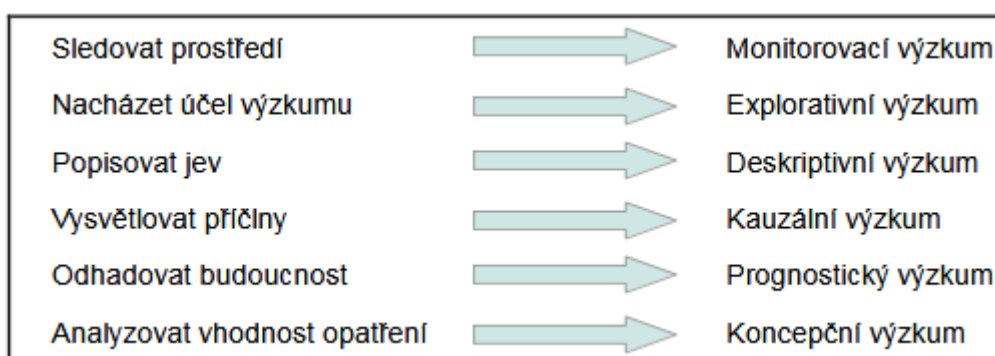 Sledovat prostředí Monitorovací výzkum
Nacházet účel výzkumu Explorativní výzkum
Popisovat jev Deskriptivní výzkum
Vysvětlovat příčiny Kauzální výzkum
Odhadovat budoucnost Prognostický výzkum
Analyzovat vhodnost opatření Koncepční výzkum